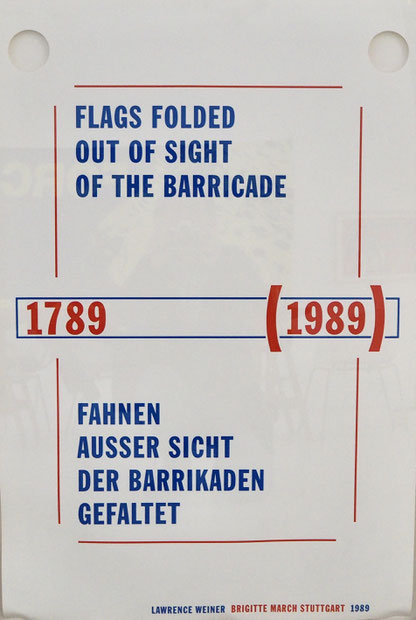 FLAGS FOLDED
OUT OF SIGHT
OF THE BARRICADE
1789 (1989)
FAHNEN
AUSSER SICHT
DER BARRIKADEN
GEFALTET
LAWRENCE WEINER BRIGITTE MARCH STUTTGART 1989